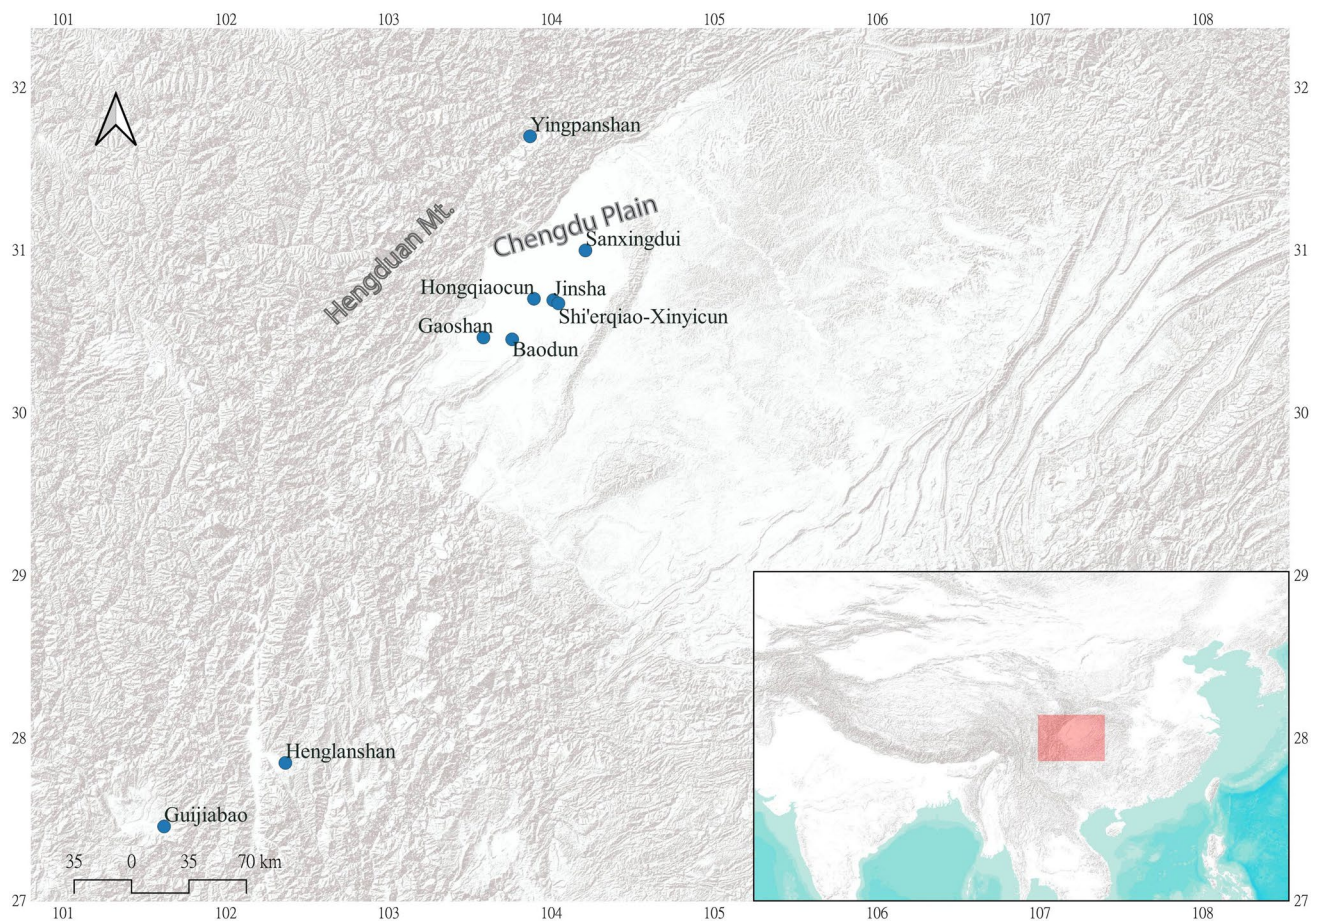 101 102 103 104 105 106 107 108
32 32
Yingpanshan
Hengduan Mt.
Chengdu Plain
31 Sanxingdui 31
Hongqiaocun Jinsha
Shi'erqiao-Xinyicun
Gaoshan
Baodun
30 30
29 29
28 28
Henglanshan
Guijiabao
35 0 35 70 km
27 27
101 102 103 104 105 106 107 108